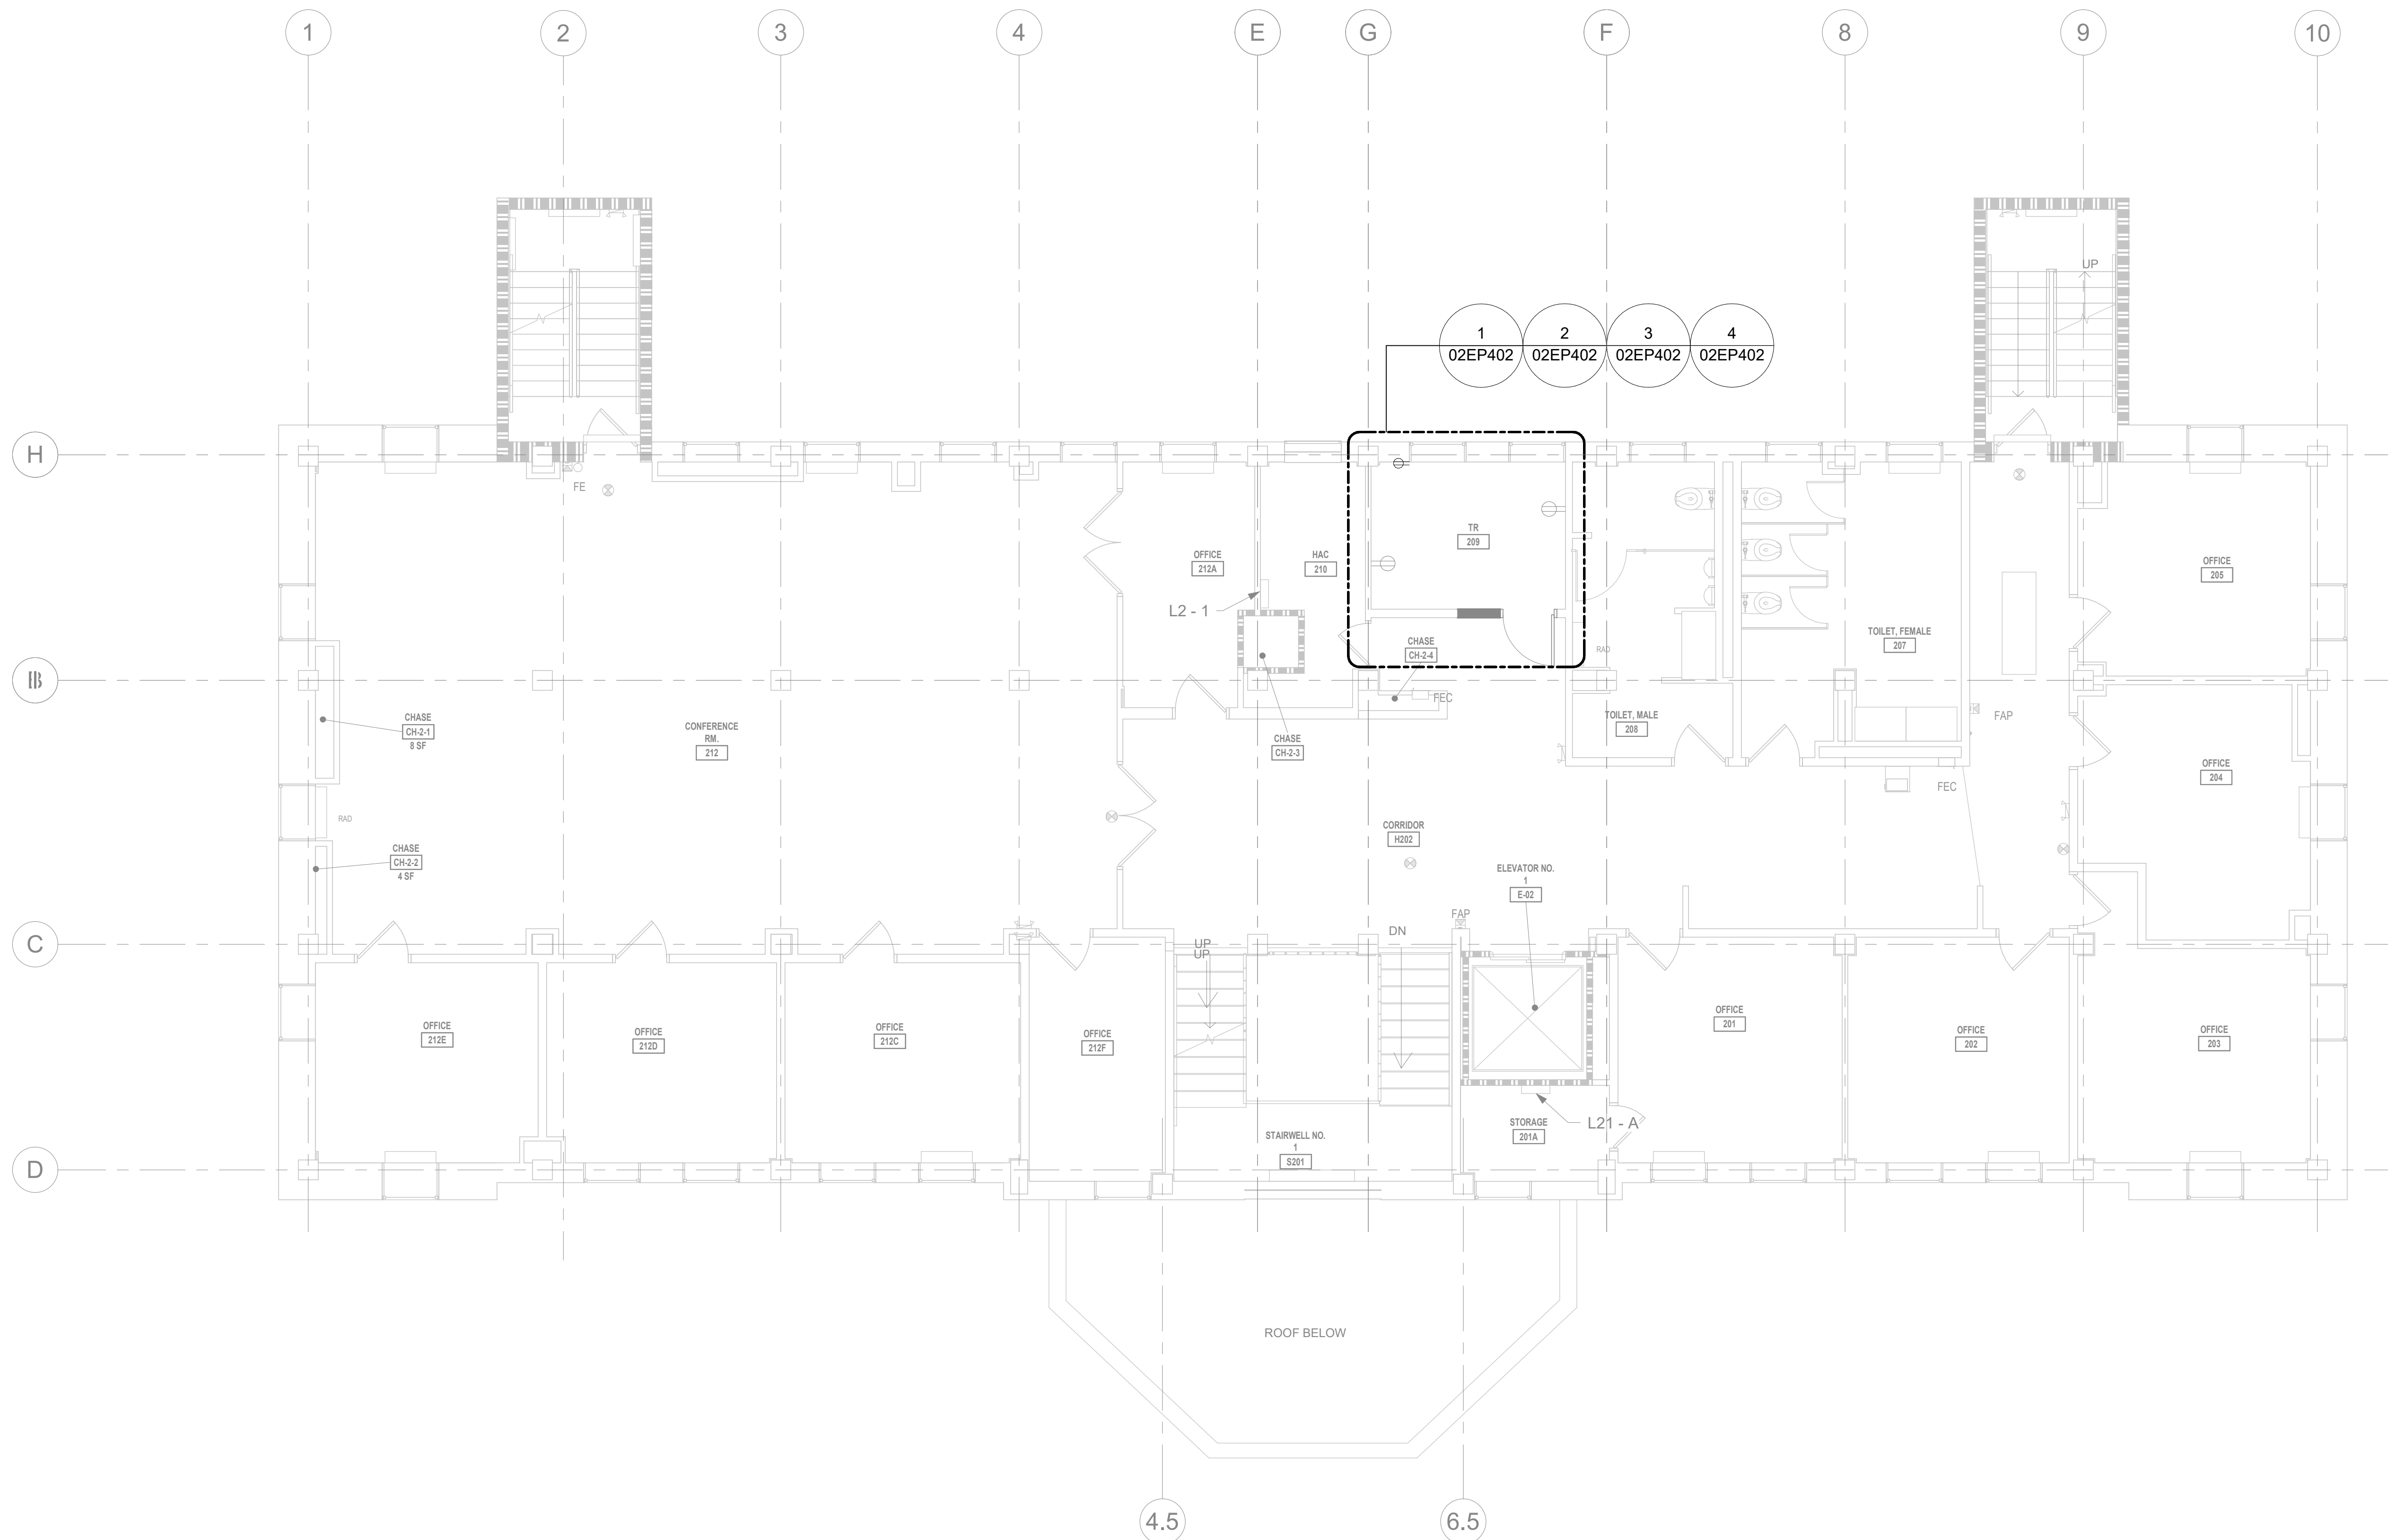 1
2
3
4
E
G
F
8
9
10
UP
1
02EP402
2
02EP402
3
02EP402
4
02EP402
H
FE
TR
209
OFFICE
212A
HAC
210
OFFICE
205
L2 - 1
TOILET, FEMALE
207
CHASE
CH-2-4
RAD
FEC
CHASE
CH-2-1
8 SF
CONFERENCE
RM.
212
TOILET, MALE
208
FAP
CHASE
CH-2-3
OFFICE
204
FEC
RAD
CORRIDOR
H202
CHASE
CH-2-2
4 SF
ELEVATOR NO.
1
E-02
FAP
C
UP
UP
DN
OFFICE
212E
OFFICE
212D
OFFICE
212C
OFFICE
212F
OFFICE
201
OFFICE
202
OFFICE
203
STORAGE
201A
L21 - A
STAIRWELL NO.
1
S201
D
ROOF BELOW
4.5
6.5